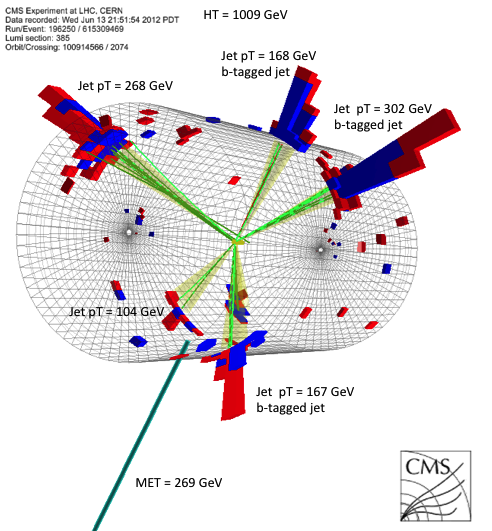 CMS Experiment at LHC, CERN
Data recorded: Wed Jun 13 21:51:54 2012 PDT
Run/Event: 196250 / 615309469
Lumi section: 385
Orbit/Crossing: 100914566 / 2074
HT = 1009 GeV
Jet pT = 168 GeV
b-tagged jet
Jet pT = 268 GeV
Jet pT = 302 GeV
b-tagged jet
Jet pT = 104 GeV
Jet pT = 167 GeV
b-tagged jet
MET = 269 GeV
CMS